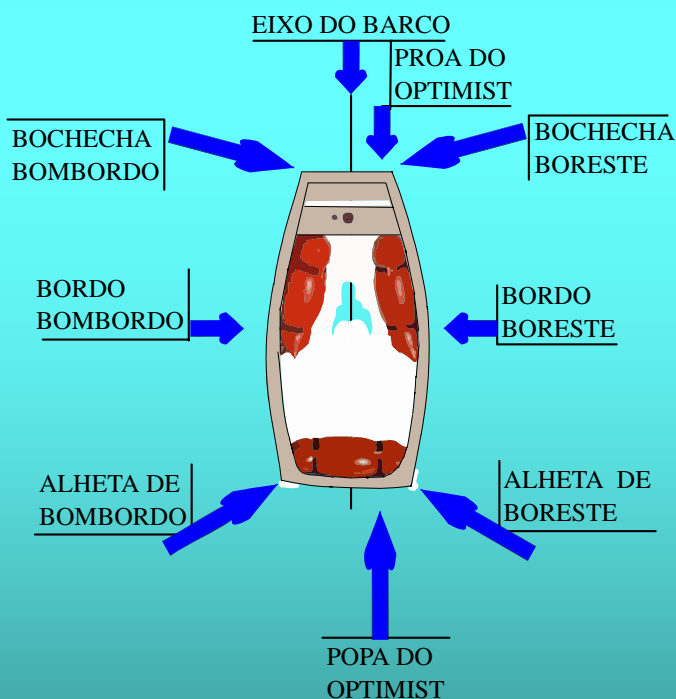 EIXO DO BARCO
PROA DO
OPTIMIST
BOCHECHA
BOMBORDO
BOCHECHA
BORESTE
BORDO
BOMBORDO
BORDO
BORESTE
ALHETA DE
BOMBORDO
ALHETA DE
BORESTE
POPA DO
OPTIMIST